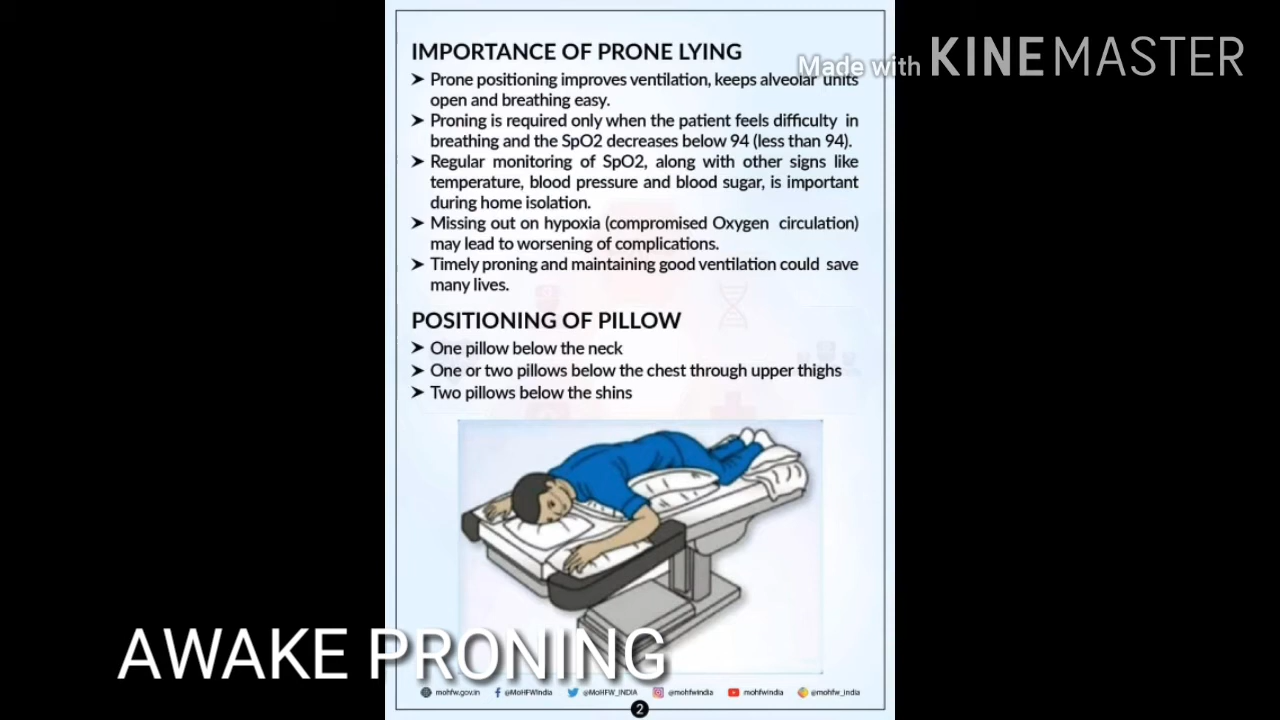 Made with KINEMASTER
IMPORTANCE OF PRONE LYING
➤ Prone positioning improves ventilation, keeps alveolar units
open and breathing easy.
➤ Proning is required only when the patient feels difficulty in
breathing and the SpO2 decreases below 94 (less than 94).
➤ Regular monitoring of SpO2, along with other signs like
temperature, blood pressure and blood sugar, is important
during home isolation.
➤ Missing out on hypoxia (compromised Oxygen circulation)
may lead to worsening of complications.
➤ Timely proning and maintaining good ventilation could save
many lives.
POSITIONING OF PILLOW
➤ One pillow below the neck
➤ One or two pillows below the chest through upper thighs
➤ Two pillows below the shins
AWAKE PRONING
mohfw.gov.in @MoHFWIndia @MoHFW_INDIA @mohfwindia mohfwindia @mohfw_india
2